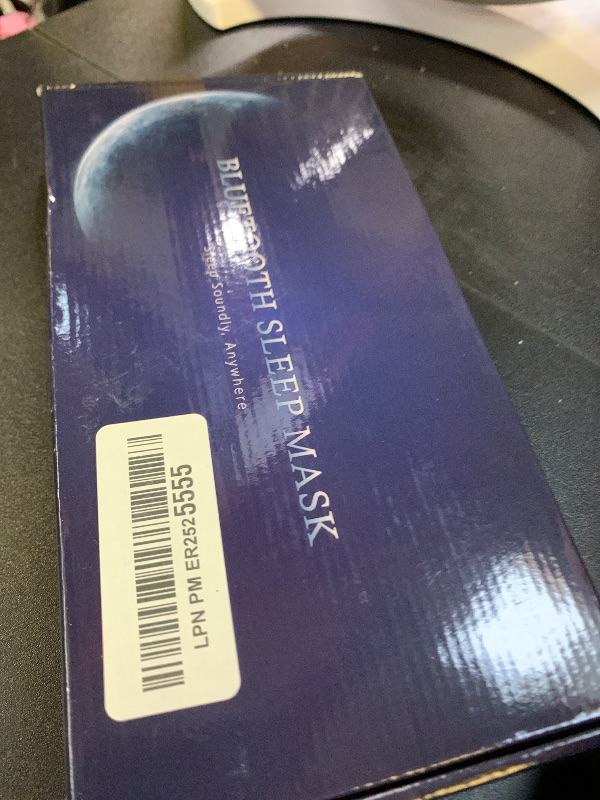 BLUETOOTH SLEEP MASK
Sleep Soundly, Anywhere
LPN PM ER2525555